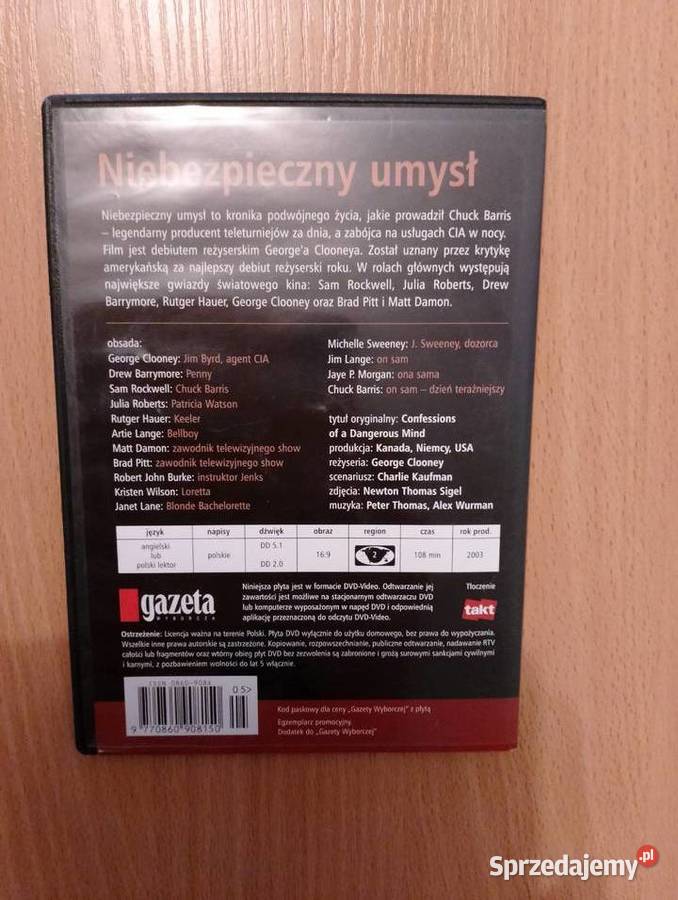 Niebezpieczny umysł
Niebezpieczny umysł to kronika podwójnego życia, jakie prowadził Chuck Barris
– legendarny producent teleturniejów za dnia, a zabójca na usługach CIA w nocy.
Film jest debiutem reżyserskim George'a Clooneya. Został uznany przez krytykę
amerykańską za najlepszy debiut reżyserski roku. W rolach głównych występują
największe gwiazdy światowego kina: Sam Rockwell, Julia Roberts, Drew
Barrymore, Rutger Hauer, George Clooney oraz Brad Pitt i Matt Damon.
obsada:
George Clooney: Jim Byrd, agent CIA
Drew Barrymore: Penny
Sam Rockwell: Chuck Barris
Julia Roberts: Patricia Watson
Rutger Hauer: Keeler
Artie Lange: Bellboy
Matt Damon: zawodnik telewizyjnego show
Brad Pitt: zawodnik telewizyjnego show
Robert John Burke: instruktor Jenks
Kristen Wilson: Loretta
Janet Lane: Blonde Bachelorette
Michelle Sweeney: J. Sweeney, dozorca
Jim Lange: on sam
Jaye P. Morgan: ona sama
Chuck Barris: on sam – dzień teraźniejszy
tytuł oryginalny: Confessions
of a Dangerous Mind
produkcja: Kanada, Niemcy, USA
reżyseria: George Clooney
scenariusz: Charlie Kaufman
zdjęcia: Newton Thomas Sigel
muzyka: Peter Thomas, Alex Wurman
język napisy dźwięk obraz region czas rok prod.
angielski lub polski lektor polskie DD 5.1 DD 2.0 16:9 2 108 min 2003
gazeta
WYBORCZA
Niniejsza płyta jest w formacie DVD-Video. Odtwarzanie jej
zawartości jest możliwe na stacjonarnym odtwarzaczu DVD
lub komputerze wyposażonym w napęd DVD i odpowiednią
aplikację przeznaczoną do odczytu DVD-Video.
Tłoczenie
takt
Ostrzeżenie: Licencja ważna na terenie Polski. Płyta DVD wyłącznie do użytku domowego, bez prawa do wypożyczania.
Wszelkie inne prawa autorskie są zastrzeżone. Kopiowanie, rozpowszechnianie, publiczne odtwarzanie, nadawanie RTV
całości lub fragmentów oraz wtórny obieg płyt DVD bez zezwolenia są zabronione i grożą surowymi sankcjami cywilnymi
i karnymi, z pozbawieniem wolności do lat 5 włącznie.
ISSN 0860-908X
05>
9 770860 908150
Kod paskowy dla ceny „Gazety Wyborczej" z płytą
Egzemplarz promocyjny.
Dodatek do „Gazety Wyborczej"
Sprzedajemy.pl